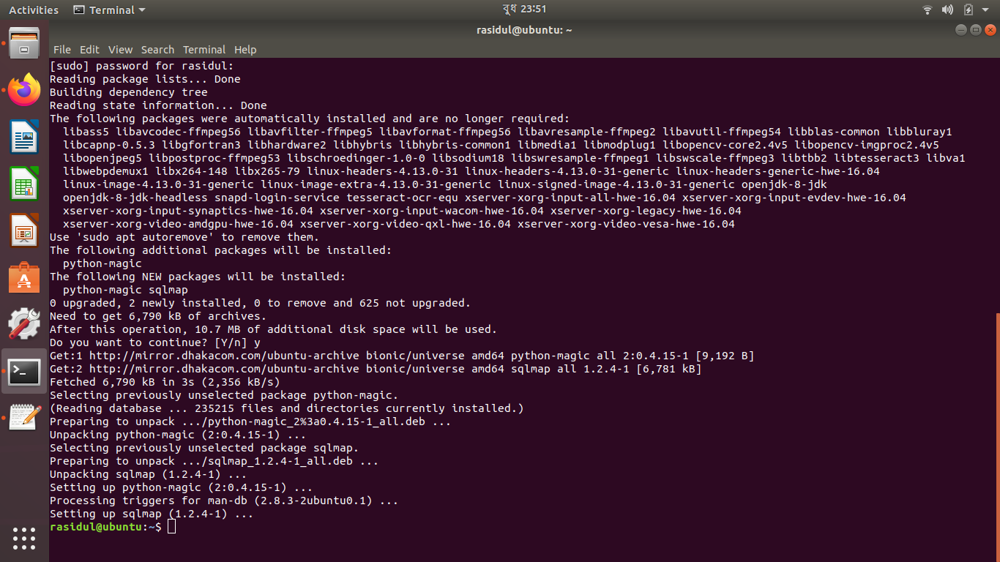 Activities Terminal বুধ 23:51
rasidul@ubuntu: ~
File Edit View Search Terminal Help
[sudo] password for rasidul:
Reading package lists... Done
Building dependency tree
Reading state information... Done
The following packages were automatically installed and are no longer required:
  libass5 libavcodec-ffmpeg56 libavfilter-ffmpeg5 libavformat-ffmpeg56 libavresample-ffmpeg2 libavutil-ffmpeg54 libblas-common libbluray1
  libcapnp-0.5.3 libgfortran3 libhardware2 libhybris libhybris-common1 libmedia1 libmodplug1 libopencv-core2.4v5 libopencv-imgproc2.4v5
  libopenjpeg5 libpostproc-ffmpeg53 libschroedinger-1.0-0 libsodium18 libswresample-ffmpeg1 libswscale-ffmpeg3 libtbb2 libtesseract3 libva1
  libwebpdemux1 libx264-148 libx265-79 linux-headers-4.13.0-31 linux-headers-4.13.0-31-generic linux-headers-generic-hwe-16.04
  linux-image-4.13.0-31-generic linux-image-extra-4.13.0-31-generic linux-signed-image-4.13.0-31-generic openjdk-8-jdk
  openjdk-8-jdk-headless snapd-login-service tesseract-ocr-equ xserver-xorg-input-all-hwe-16.04 xserver-xorg-input-evdev-hwe-16.04
  xserver-xorg-input-synaptics-hwe-16.04 xserver-xorg-input-wacom-hwe-16.04 xserver-xorg-legacy-hwe-16.04
  xserver-xorg-video-amdgpu-hwe-16.04 xserver-xorg-video-qxl-hwe-16.04 xserver-xorg-video-vesa-hwe-16.04
Use 'sudo apt autoremove' to remove them.
The following additional packages will be installed:
  python-magic
The following NEW packages will be installed:
  python-magic sqlmap
0 upgraded, 2 newly installed, 0 to remove and 625 not upgraded.
Need to get 6,790 kB of archives.
After this operation, 10.7 MB of additional disk space will be used.
Do you want to continue? [Y/n] y
Get:1 http://mirror.dhakacom.com/ubuntu-archive bionic/universe amd64 python-magic all 2:0.4.15-1 [9,192 B]
Get:2 http://mirror.dhakacom.com/ubuntu-archive bionic/universe amd64 sqlmap all 1.2.4-1 [6,781 kB]
Fetched 6,790 kB in 3s (2,356 kB/s)
Selecting previously unselected package python-magic.
(Reading database ... 235215 files and directories currently installed.)
Preparing to unpack .../python-magic_2%3a0.4.15-1_all.deb ...
Unpacking python-magic (2:0.4.15-1) ...
Selecting previously unselected package sqlmap.
Preparing to unpack .../sqlmap_1.2.4-1_all.deb ...
Unpacking sqlmap (1.2.4-1) ...
Setting up python-magic (2:0.4.15-1) ...
Processing triggers for man-db (2.8.3-2ubuntu0.1) ...
Setting up sqlmap (1.2.4-1) ...
rasidul@ubuntu:~$